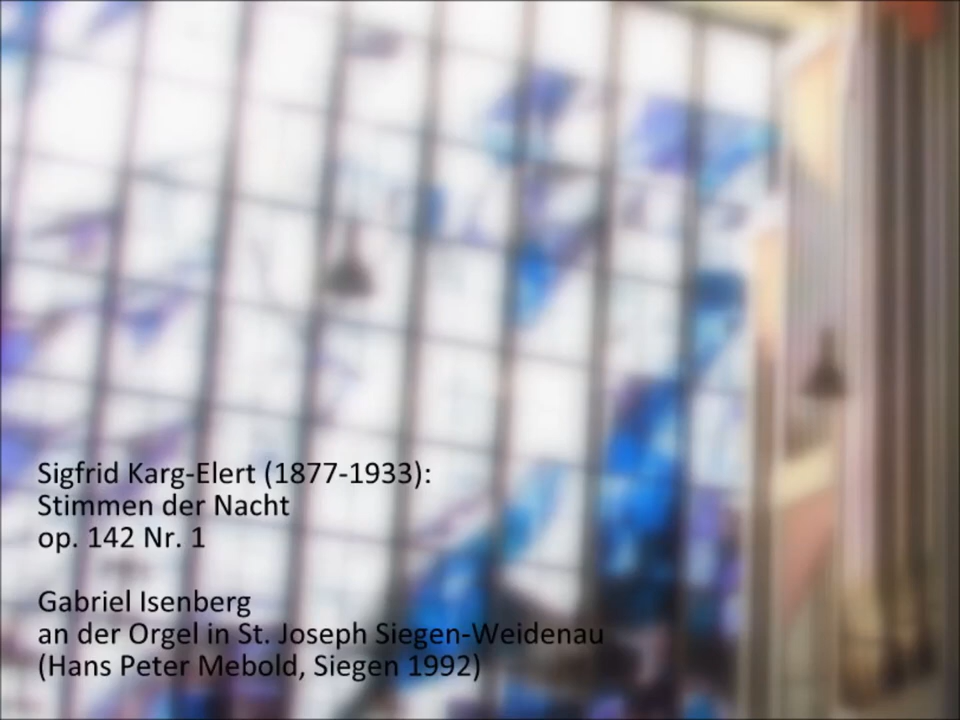 Sigfrid Karg-Elert (1877-1933):
Stimmen der Nacht
op. 142 Nr. 1
Gabriel Isenberg
an der Orgel in St. Joseph Siegen-Weidenau
(Hans Peter Mebold, Siegen 1992)